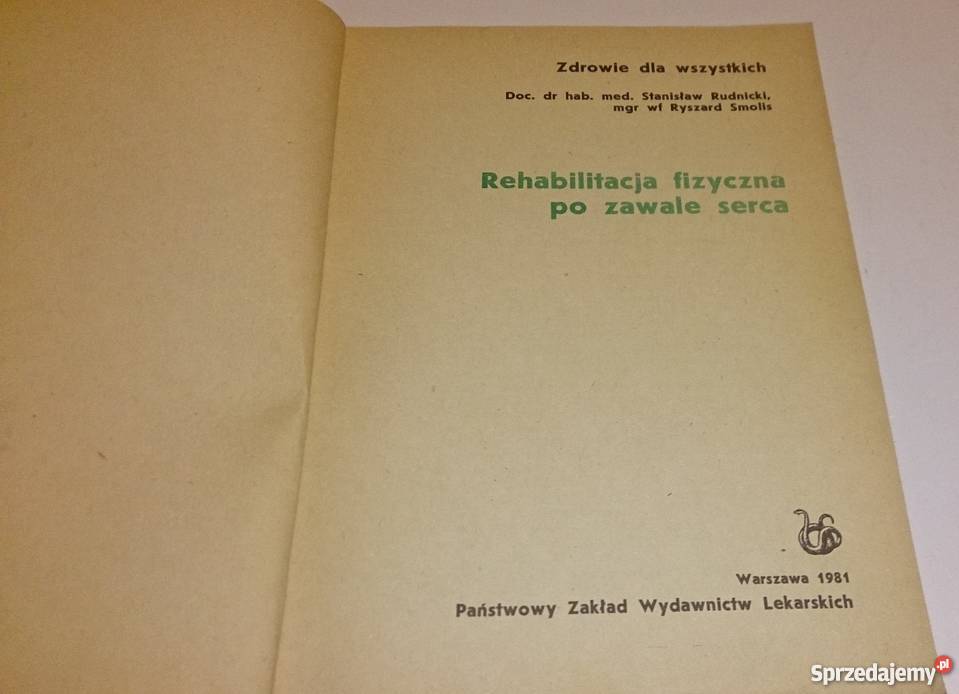 Zdrowie dla wszystkich
Doc. dr hab. med. Stanisław Rudnicki,
mgr wf Ryszard Smolis
Rehabilitacja fizyczna
po zawale serca
Warszawa 1981
Państwowy Zakład Wydawnictw Lekarskich
Sprzedajemy.pl